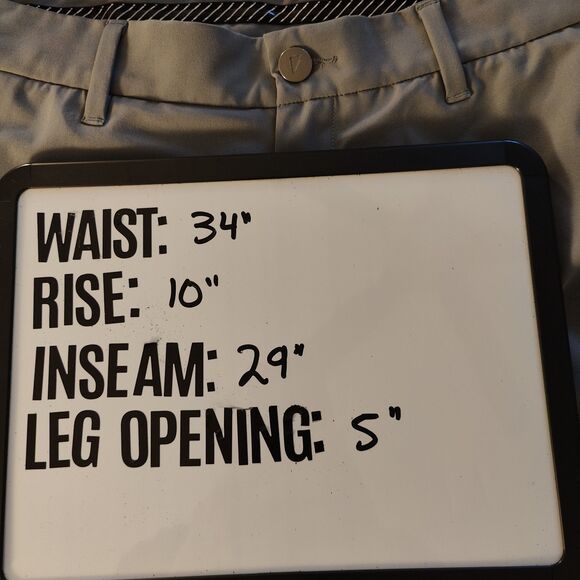 WAIST: 34"
RISE: 10"
INSEAM: 29"
LEG OPENING: 5"